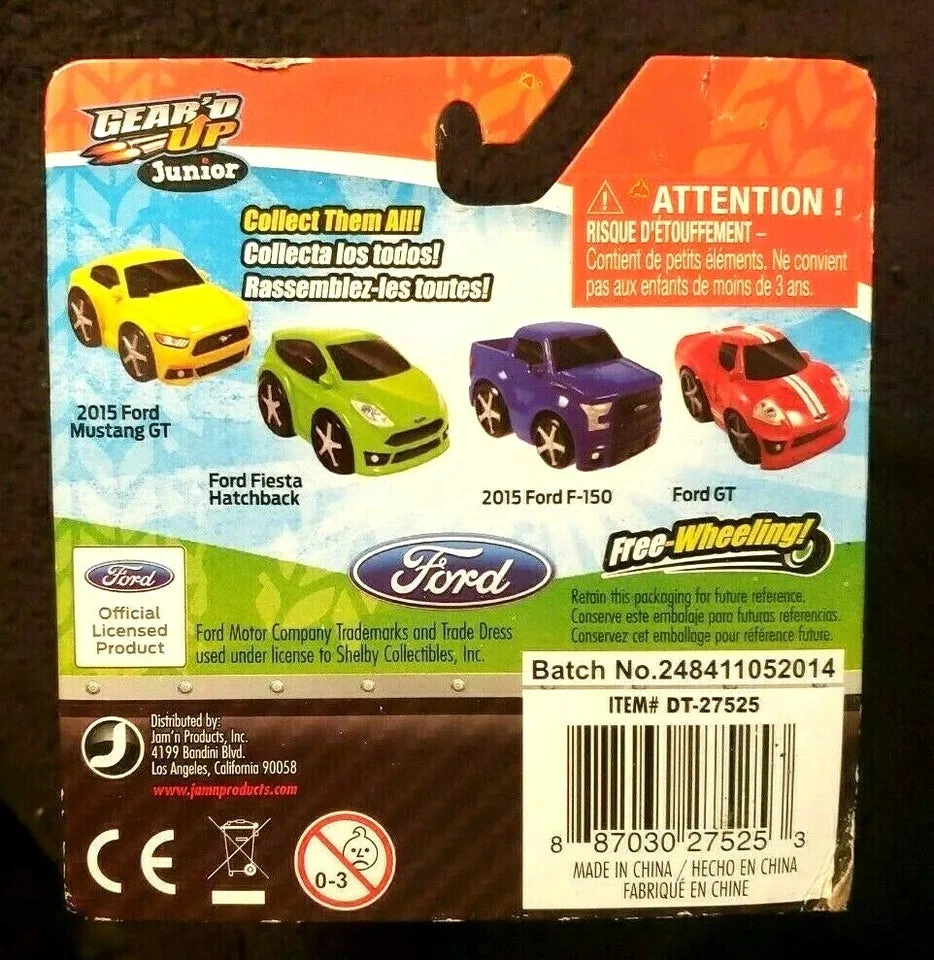 GEAR'D
UP
Junior
Collect Them All!
Collecta los todos!
Rassemblez-les toutes!
ATTENTION !
RISQUE D'ÉTOUFFEMENT –
Contient de petits éléments. Ne convient
pas aux enfants de moins de 3 ans.
2015 Ford
Mustang GT
Ford Fiesta
Hatchback
2015 Ford F-150
Ford GT
Free-Wheeling!
Ford
Official
Licensed
Product
Ford
Ford Motor Company Trademarks and Trade Dress
used under license to Shelby Collectibles, Inc.
Retain this packaging for future reference.
Conserve este embalaje para futuras referencias.
Conservez cet emballage pour référence future.
Batch No.248411052014
ITEM# DT-27525
8 87030 27525 3
MADE IN CHINA / HECHO EN CHINA
FABRIQUÉ EN CHINE
Distributed by:
Jam'n Products, Inc.
4199 Bandini Blvd.
Los Angeles, California 90058
www.jamnproducts.com
CE
0-3